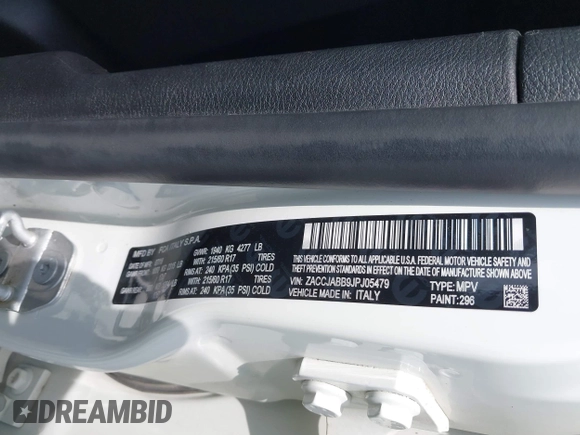 MFD BY: FCA ITALY S.P.A.
GVWR: 1940 KG 4277 LB
WITH: 215/60 R17 TIRES
RIMS AT: 240 KPA (35 PSI) COLD
WITH: 215/60 R17 TIRES
RIMS AT: 240 KPA (35 PSI) COLD
THIS VEHICLE CONFORMS TO ALL APPLICABLE U.S.A. FEDERAL MOTOR VEHICLE SAFETY
STANDARDS IN EFFECT ON THE DATE OF MANUFACTURE SHOWN ABOVE.
VIN: ZACCJABB9JPJ05479 TYPE: MPV
VEHICLE MADE IN: ITALY PAINT: 296
DREAMBID